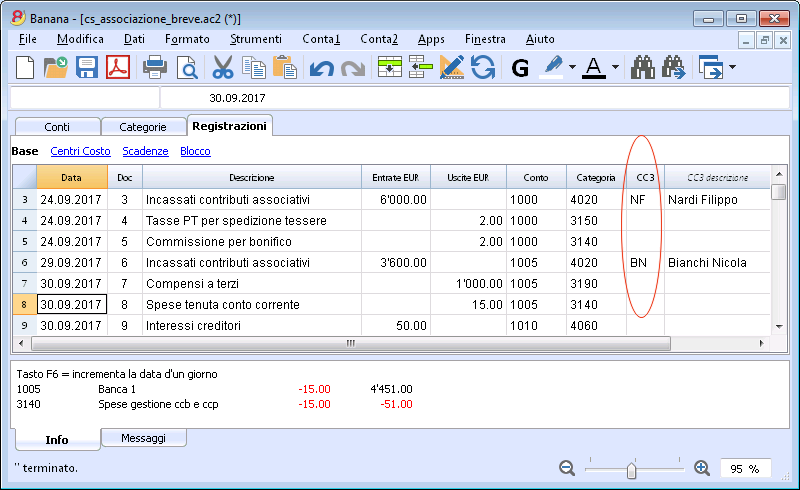 Banana - [cs_associazione_breve.ac2 (*)]
File Modifica Dati Formato Strumenti Conta1 Conta2 Apps Finestra Aiuto
G A
30.09.2017
Conti Categorie Registrazioni
Base Centri Costo Scadenze Blocco
Data Doc Descrizione Entrate EUR Uscite EUR Conto Categoria CC3 CC3 descrizione
3 24.09.2017 3 Incassati contributi associativi 6'000.00 1000 4020 NF Nardi Filippo
4 24.09.2017 4 Tasse PT per spedizione tessere 2.00 1000 3150
5 24.09.2017 5 Commissione per bonifico 2.00 1000 3140
6 29.09.2017 6 Incassati contributi associativi 3'600.00 1005 4020 BN Bianchi Nicola
7 30.09.2017 7 Compensi a terzi 1'000.00 1005 3190
8 30.09.2017 8 Spese tenuta conto corrente 15.00 1005 3140
9 30.09.2017 9 Interessi creditori 50.00 1010 4060
Tasto F6 = incrementa la data d'un giorno
1005 Banca 1 -15.00 4'451.00
3140 Spese gestione ccb e ccp -15.00 -51.00
Info Messaggi
'' terminato.
95 %